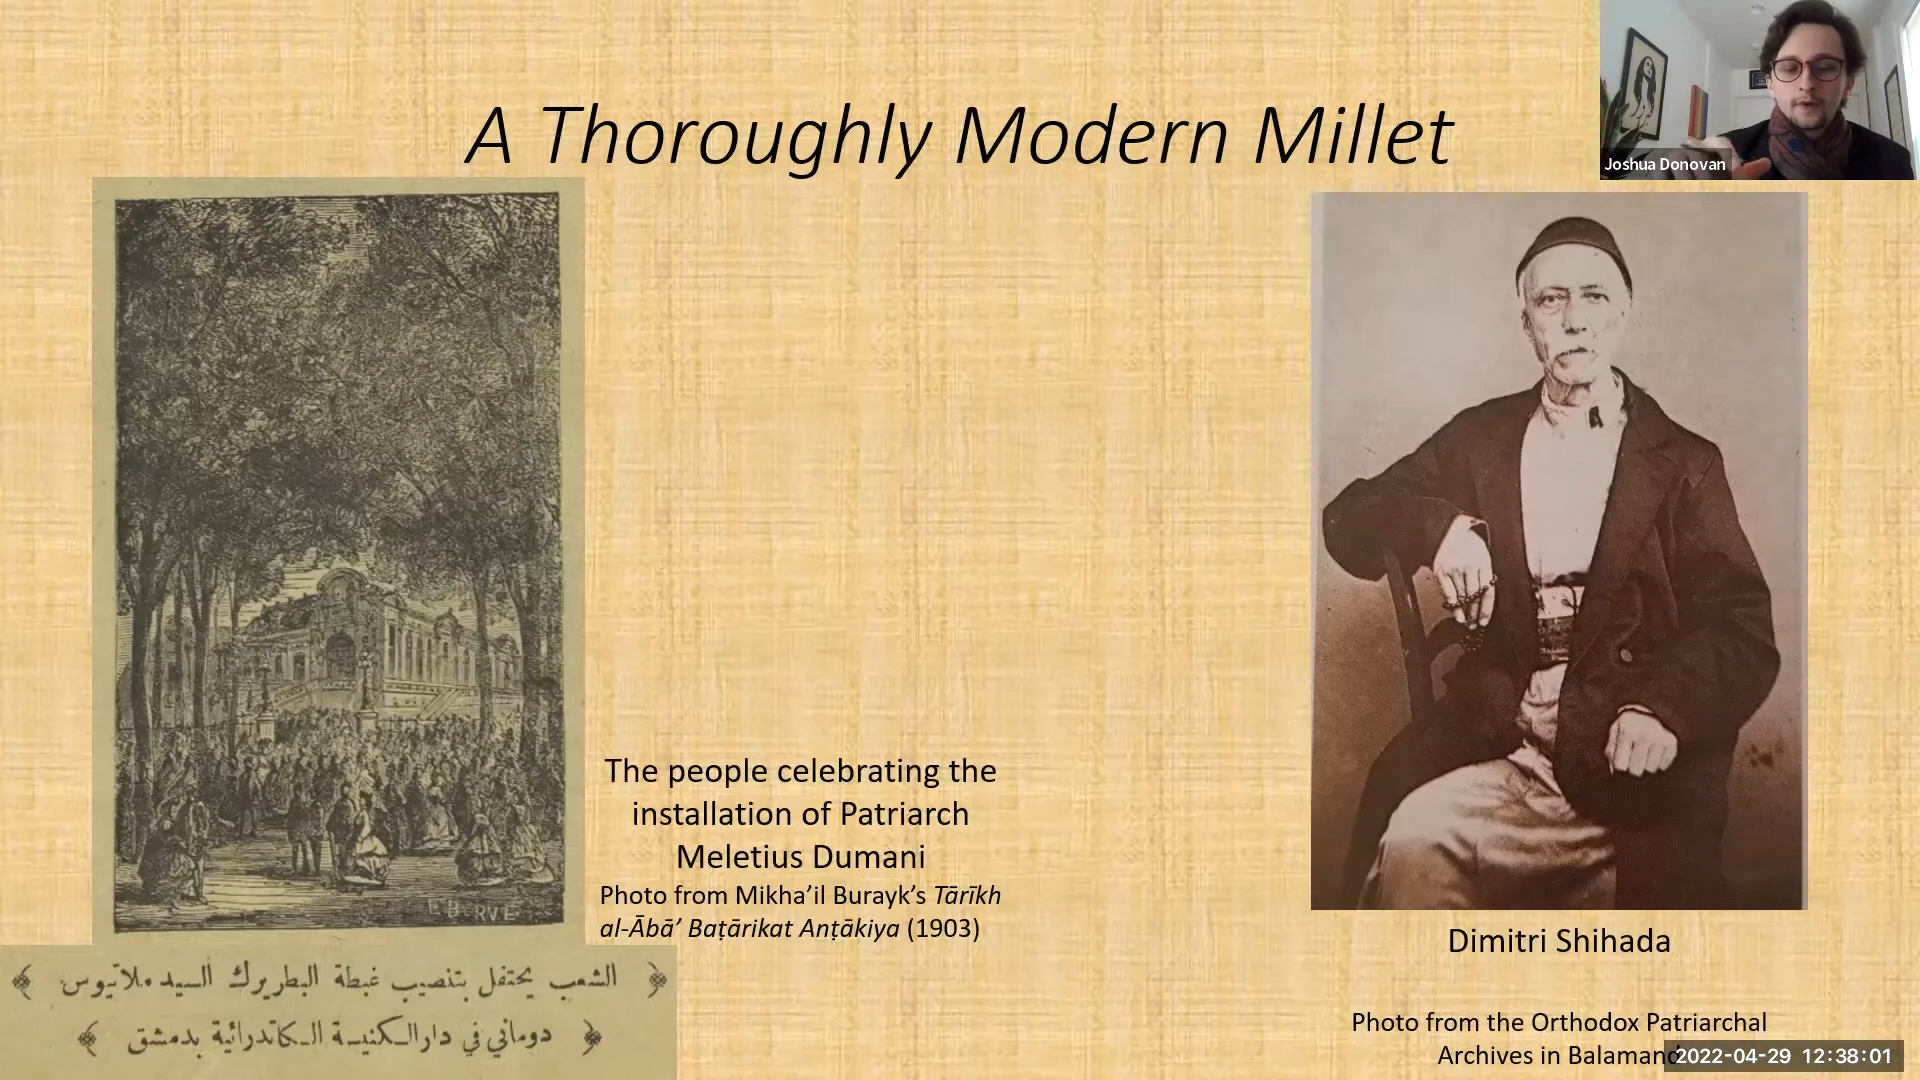 A Thoroughly Modern Millet
Joshua Donovan
E B RVE
The people celebrating the
installation of Patriarch
Meletius Dumani
Photo from Mikha’il Burayk’s Tārīkh
al-Ābā’ Baṭārikat Anṭākiya (1903)
الشعب يحتفل بتنصيب غبطة البطريرك السيد ملاتيوس
دوماني في دار الكنيسة الكاتدرائية بدمشق
Dimitri Shihada
Photo from the Orthodox Patriarchal
Archives in Balamand
2022-04-29 12:38:01